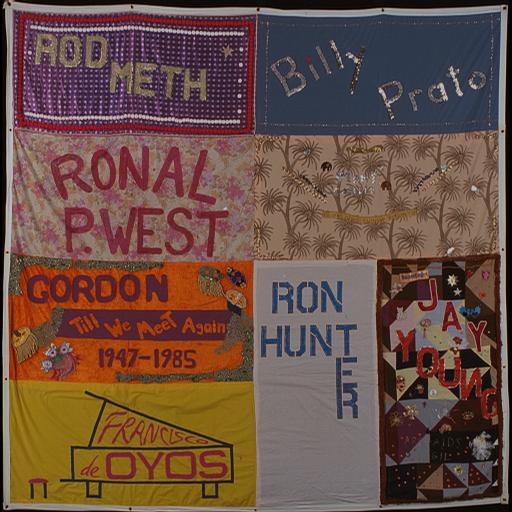 ROD
METH
Billy
Prato
RONAL
P. WEST
GORDON
Till We Meet Again
1947-1985
FRANCISCO
de OYOS
RON
HUNTER
JAY
YOUNG